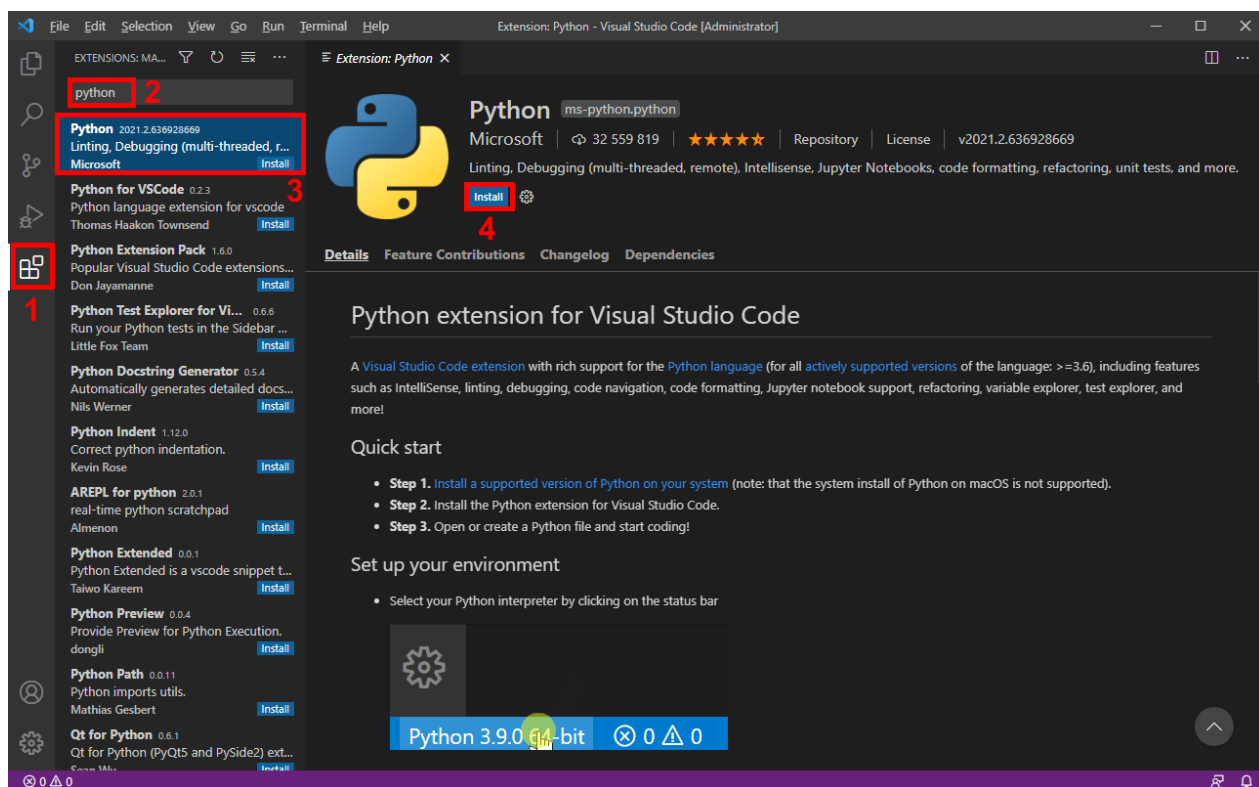 File Edit Selection View Go Run Terminal Help
Extension: Python - Visual Studio Code [Administrator]
EXTENSIONS: MA...
python
2
Python 2021.2.636928669
Linting, Debugging (multi-threaded, r...
Microsoft Install
3
Python for VSCode 0.2.3
Python language extension for vscode
Thomas Haakon Townsend Install
Python Extension Pack 1.6.0
Popular Visual Studio Code extensions...
Don Jayamanne Install
1
Python Test Explorer for Vi... 0.6.6
Run your Python tests in the Sidebar ...
Little Fox Team Install
Python Docstring Generator 0.5.4
Automatically generates detailed docs...
Nils Werner Install
Python Indent 1.12.0
Correct python indentation.
Kevin Rose Install
AREPL for python 2.0.1
real-time python scratchpad
Almenon Install
Python Extended 0.0.1
Python Extended is a vscode snippet t...
Taiwo Kareem Install
Python Preview 0.0.4
Provide Preview for Python Execution.
dongli Install
Python Path 0.0.11
Python imports utils.
Mathias Gesbert Install
Qt for Python 0.6.1
Qt for Python (PyQt5 and PySide2) ext...
Sean Wu Install
Extension: Python
Python ms-python.python
Microsoft 32 559 819 Repository License v2021.2.636928669
Linting, Debugging (multi-threaded, remote), Intellisense, Jupyter Notebooks, code formatting, refactoring, unit tests, and more.
Install
4
Details Feature Contributions Changelog Dependencies
Python extension for Visual Studio Code
A Visual Studio Code extension with rich support for the Python language (for all actively supported versions of the language: >=3.6), including features
such as IntelliSense, linting, debugging, code navigation, code formatting, Jupyter notebook support, refactoring, variable explorer, test explorer, and
more!
Quick start
• Step 1. Install a supported version of Python on your system (note: that the system install of Python on macOS is not supported).
• Step 2. Install the Python extension for Visual Studio Code.
• Step 3. Open or create a Python file and start coding!
Set up your environment
• Select your Python interpreter by clicking on the status bar
Python 3.9.0 64-bit 0 0
0 0